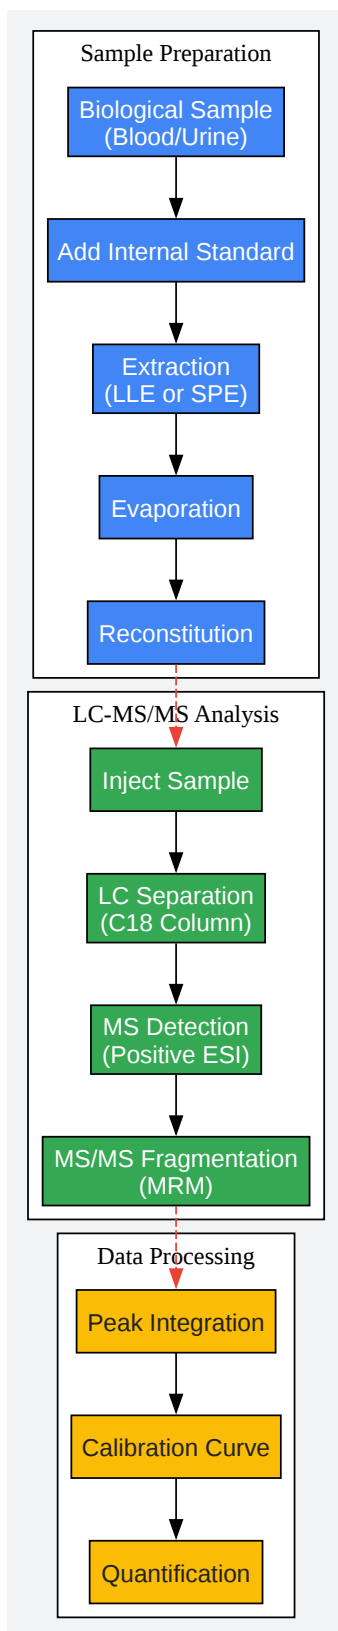 Sample Preparation
Biological Sample
(Blood/Urine)
Add Internal Standard
Extraction
(LLE or SPE)
Evaporation
Reconstitution
LC-MS/MS Analysis
Inject Sample
LC Separation
(C18 Column)
MS Detection
(Positive ESI)
MS/MS Fragmentation
(MRM)
Data Processing
Peak Integration
Calibration Curve
Quantification